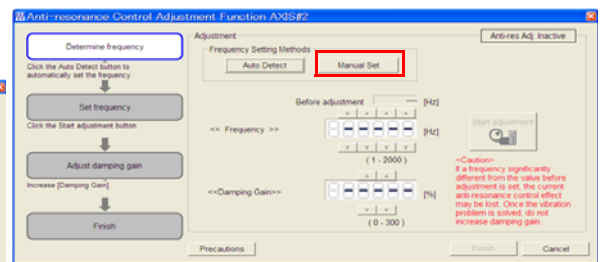 Anti-resonance Control Adjustment Function AXIS#2
Determine frequency
Click the Auto Detect button to
automatically set the frequency.
Set frequency
Click the Start adjustment button.
Adjust damping gain
Increase [Damping Gain].
Finish
Adjustment
Anti-res Adj Inactive
Frequency Setting Methods
Auto Detect
Manual Set
Before adjustment ---- [Hz]
<< Frequency >>
[Hz]
(1 - 2000)
Start adjustment
<<Damping Gain>>
[%]
(0 - 300)
<Caution>
If a frequency significantly
different from the value before
adjustment is set, the current
anti-resonance control effect
may be lost. Once the vibration
problem is solved, do not
increase damping gain.
Precautions
Finish
Cancel